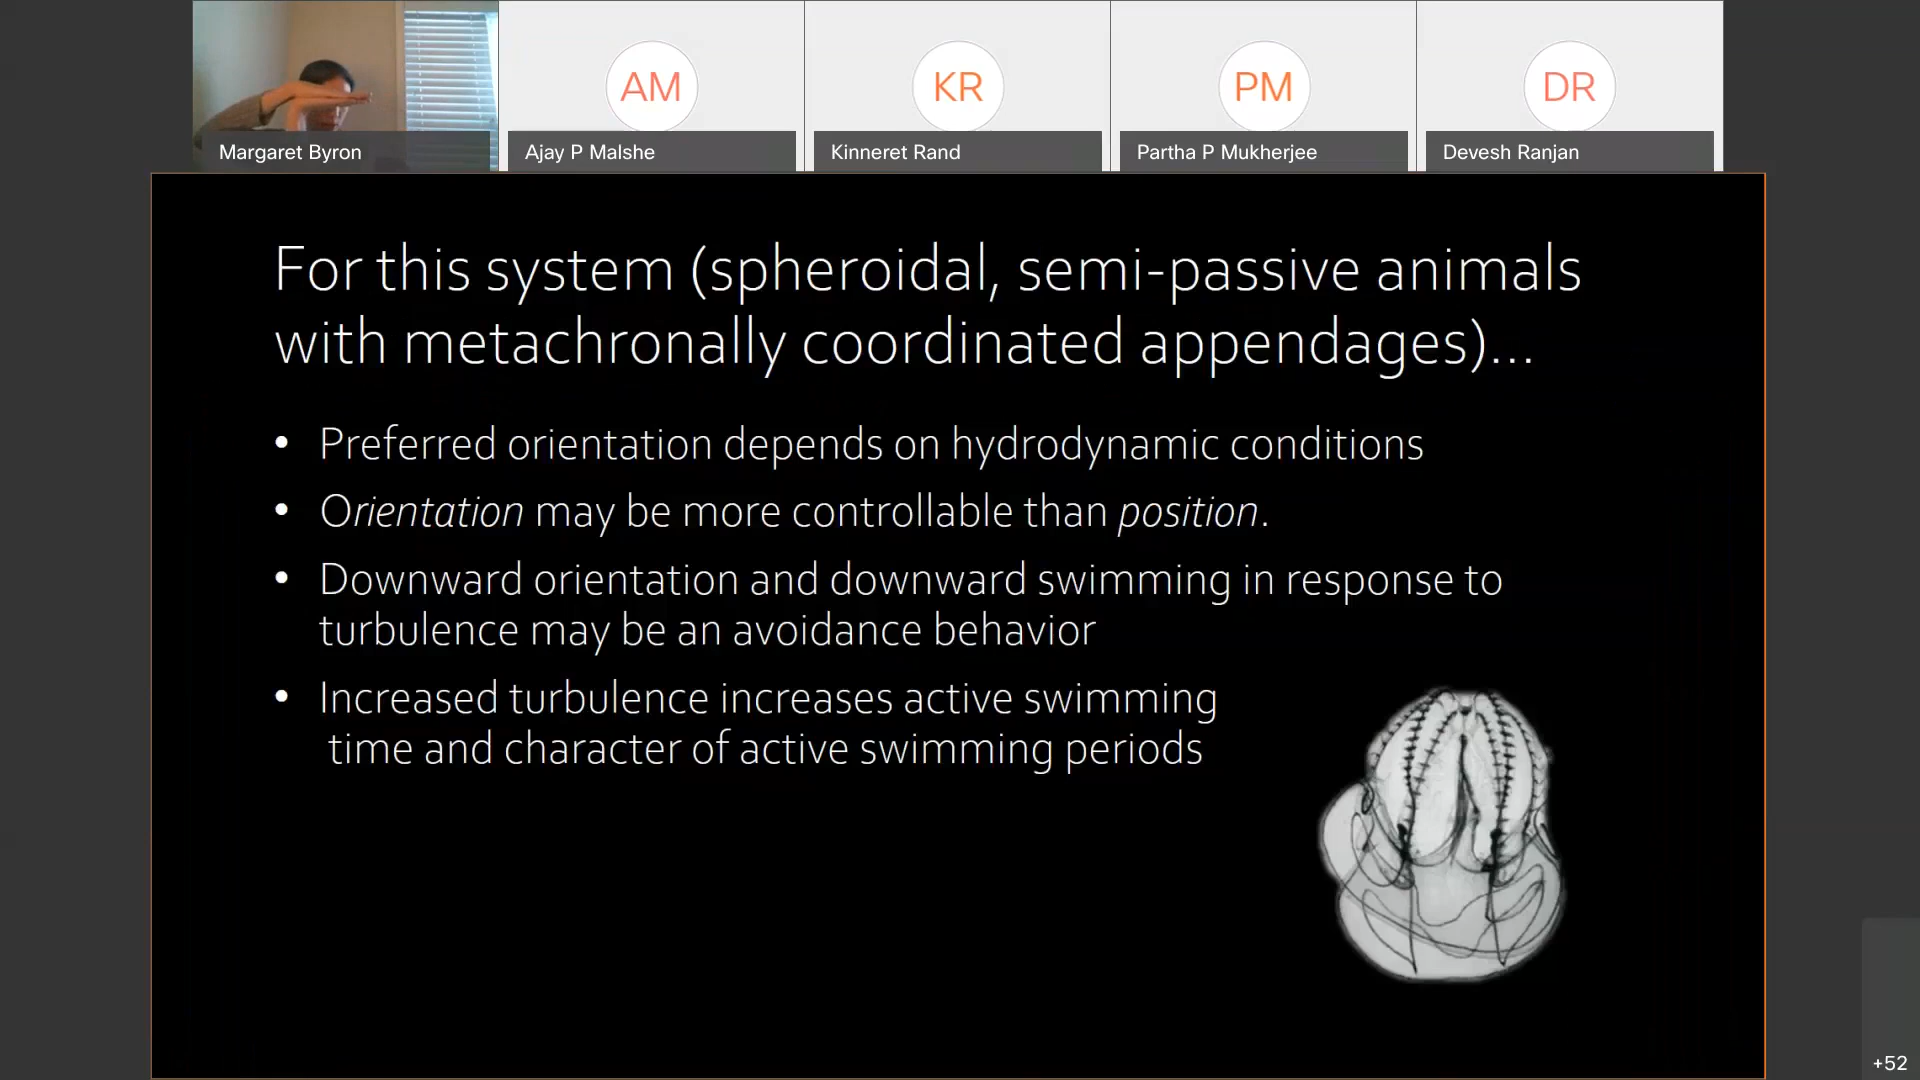 AM
KR
PM
DR
Margaret Byron
Ajay P Malshe
Kinneret Rand
Partha P Mukherjee
Devesh Ranjan
For this system (spheroidal, semi-passive animals
with metachronally coordinated appendages)...
• Preferred orientation depends on hydrodynamic conditions
• Orientation may be more controllable than position.
• Downward orientation and downward swimming in response to
turbulence may be an avoidance behavior
• Increased turbulence increases active swimming
time and character of active swimming periods
+52